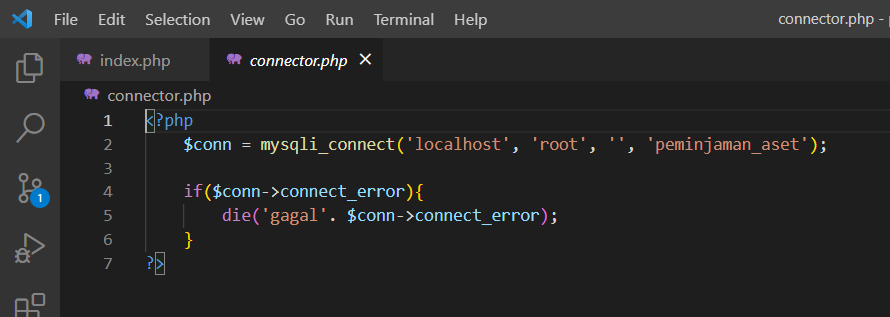 File Edit Selection View Go Run Terminal Help connector.php -
index.php connector.php
connector.php
1 <?php
2 $conn = mysqli_connect('localhost', 'root', '', 'peminjaman_aset');
3
4 if($conn->connect_error){
5 die('gagal'. $conn->connect_error);
6 }
7 ?>
1